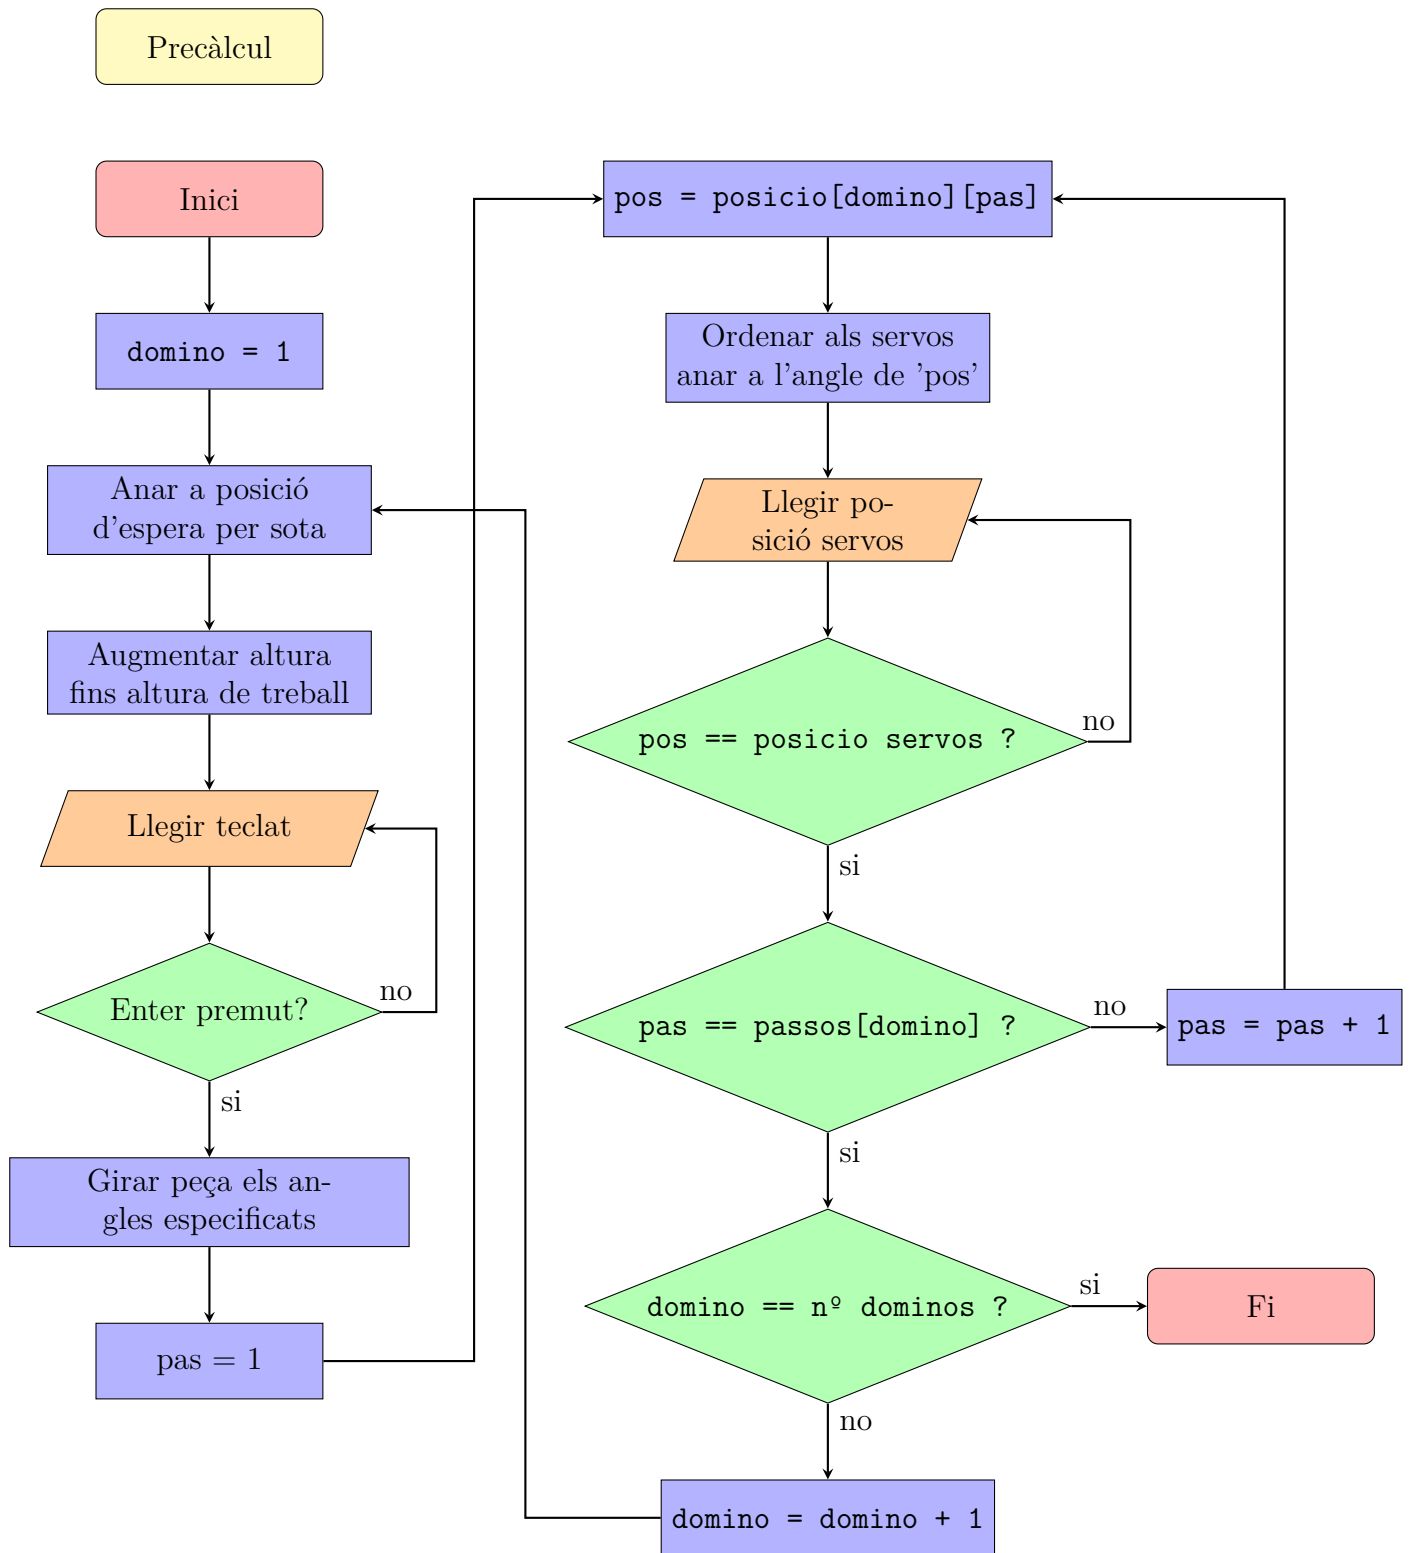 Precàlcul
Inici
domino = 1
Anar a posició
d'espera per sota
Augmentar altura
fins altura de treball
Llegir teclat
Enter premut?
no
si
Girar peça els an-
gles especificats
pas = 1
pos = posicio[domino][pas]
Ordenar als servos
anar a l'angle de 'pos'
Llegir po-
sició servos
pos == posicio servos ?
no
si
pas == passos[domino] ?
no
pas = pas + 1
si
domino == nº dominos ?
si
Fi
no
domino = domino + 1